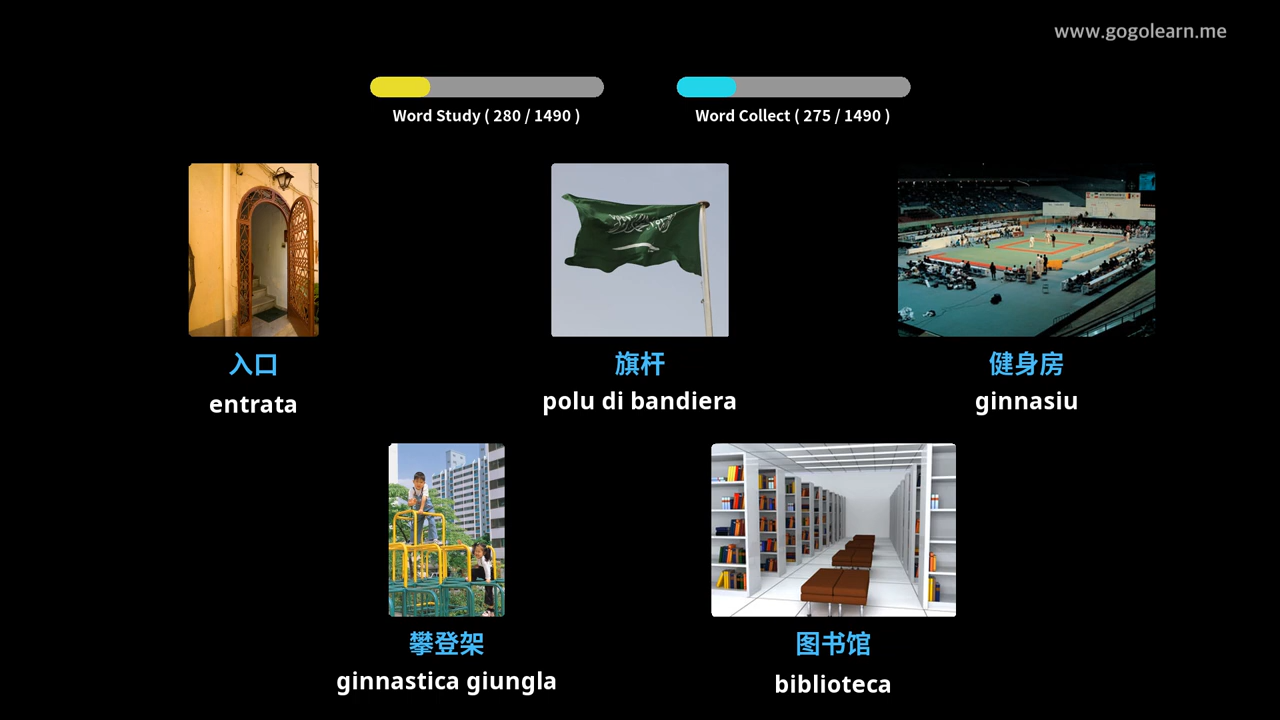 www.gogolearn.me
Word Study ( 280 / 1490 )
Word Collect ( 275 / 1490 )
入口
entrata
旗杆
polu di bandiera
健身房
ginnasiu
攀登架
ginnastica giungla
图书馆
biblioteca